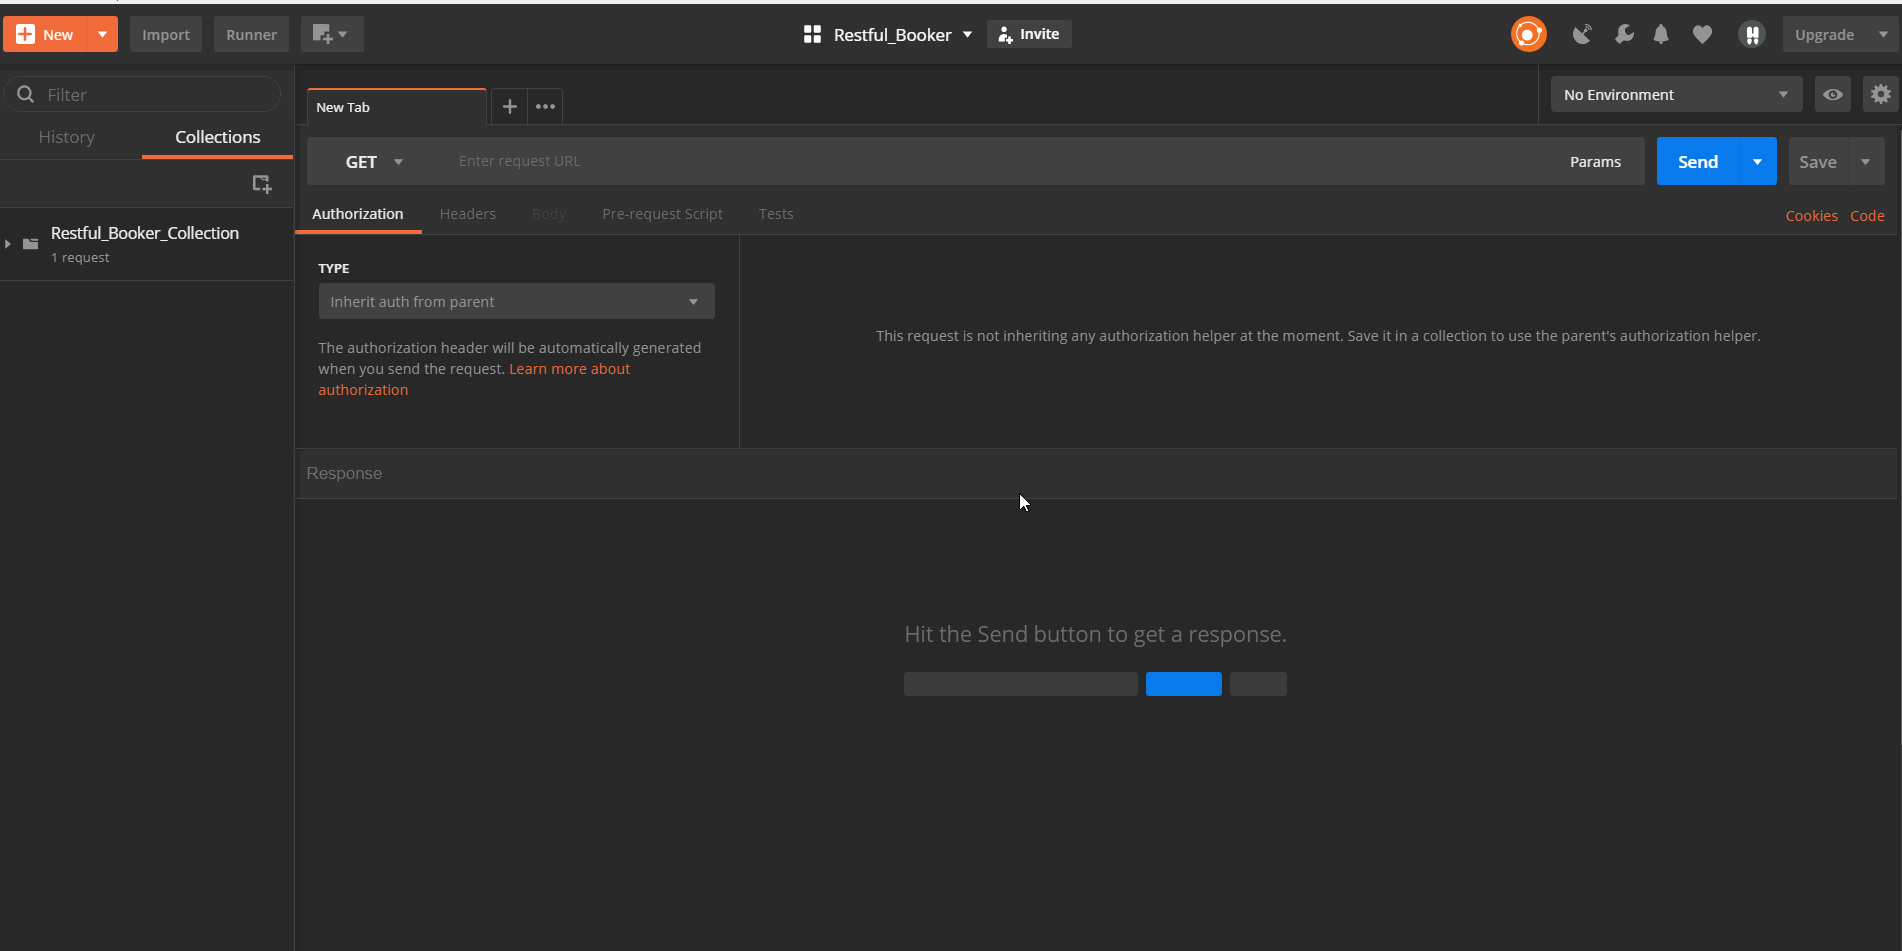 New
Import
Runner
Restful_Booker
Invite
Upgrade
Filter
History
Collections
Restful_Booker_Collection
1 request
New Tab
No Environment
GET
Enter request URL
Params
Send
Save
Authorization
Headers
Body
Pre-request Script
Tests
Cookies
Code
TYPE
Inherit auth from parent
The authorization header will be automatically generated
when you send the request. Learn more about
authorization
This request is not inheriting any authorization helper at the moment. Save it in a collection to use the parent's authorization helper.
Response
Hit the Send button to get a response.